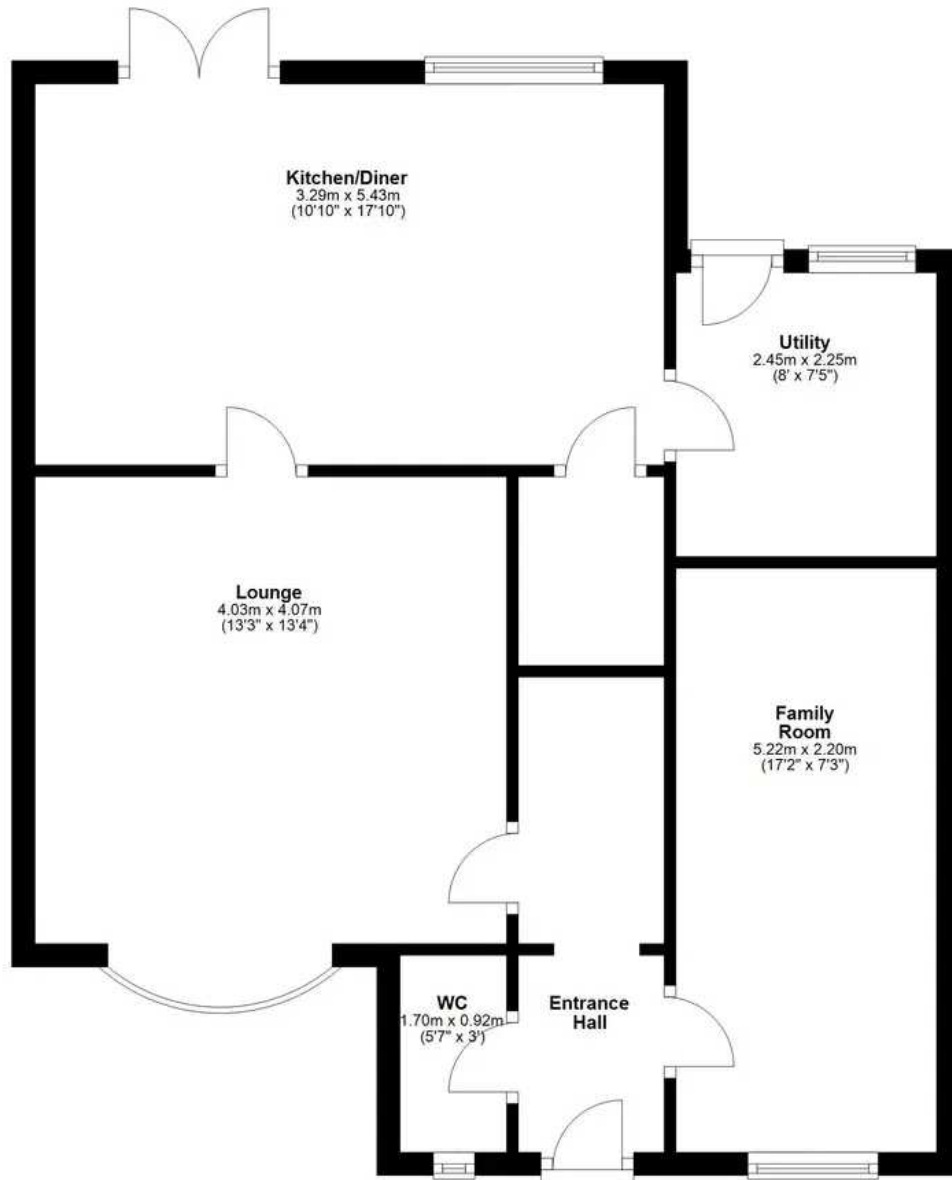 Kitchen/Diner
3.29m x 5.43m
(10'10" x 17'10")
Utility
2.45m x 2.25m
(8' x 7'5")
Lounge
4.03m x 4.07m
(13'3" x 13'4")
Family
Room
5.22m x 2.20m
(17'2" x 7'3")
WC
1.70m x 0.92m
(5'7" x 3')
Entrance
Hall